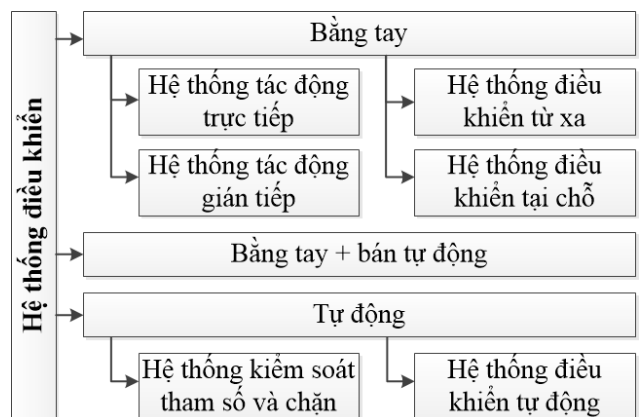 Hệ thống điều khiển
Bằng tay
Hệ thống tác động
trực tiếp
Hệ thống điều
khiển từ xa
Hệ thống tác động
gián tiếp
Hệ thống điều
khiển tại chỗ
Bằng tay + bán tự động
Tự động
Hệ thống kiểm soát
tham số và chặn
Hệ thống điều
khiển tự động